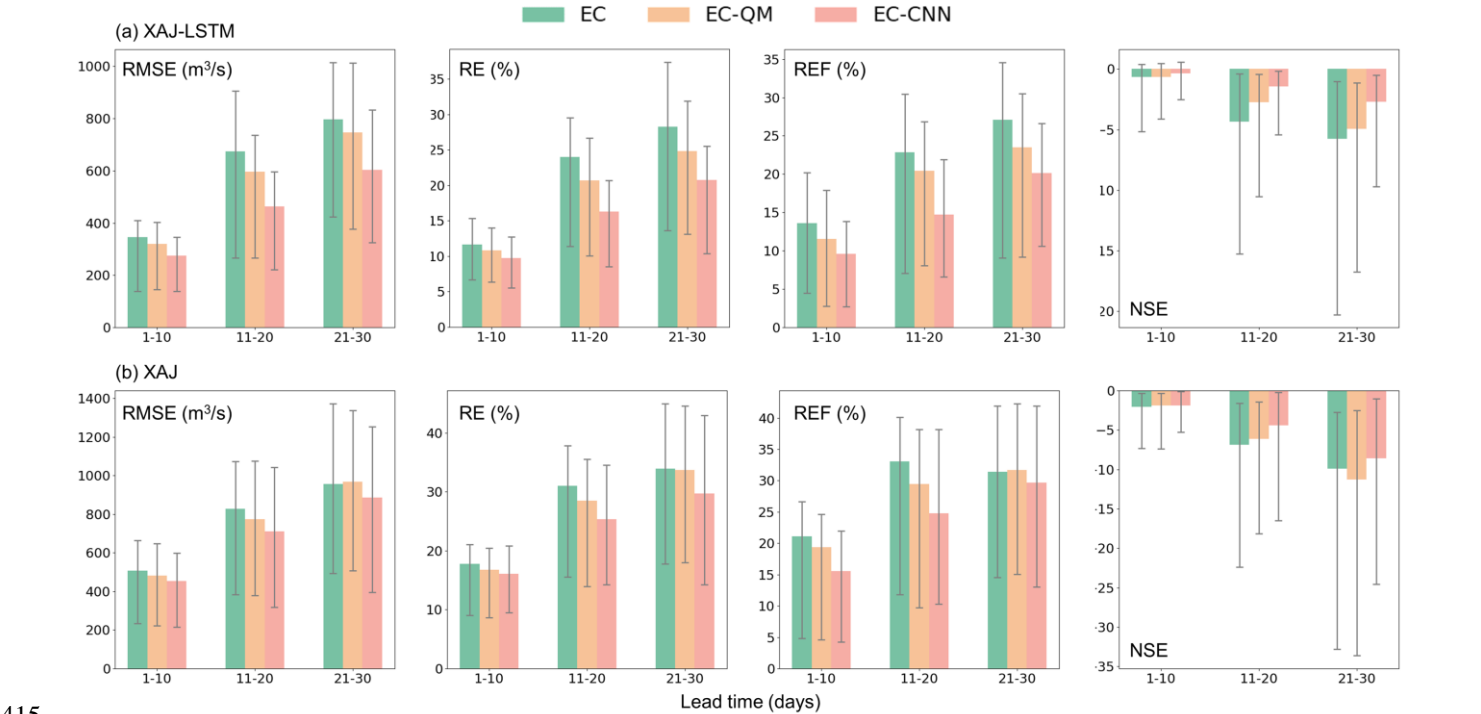 EC EC-QM EC-CNN
(a) XAJ-LSTM
RMSE (m³/s) RE (%) REF (%)
1000 800 600 400 200 0
35 30 25 20 15 10 5 0
35 30 25 20 15 10 5 0
0 -5 10 15 20
NSE
1-10 11-20 21-30 1-10 11-20 21-30 1-10 11-20 21-30 1-10 11-20 21-30
(b) XAJ
RMSE (m³/s) RE (%) REF (%)
1400 1200 1000 800 600 400 200 0
40 30 20 10 0
40 35 30 25 20 15 10 5 0
0 −5 -10 -15 -20 -25 -30 -35
NSE
1-10 11-20 21-30 1-10 11-20 21-30 1-10 11-20 21-30 1-10 11-20 21-30
Lead time (days)